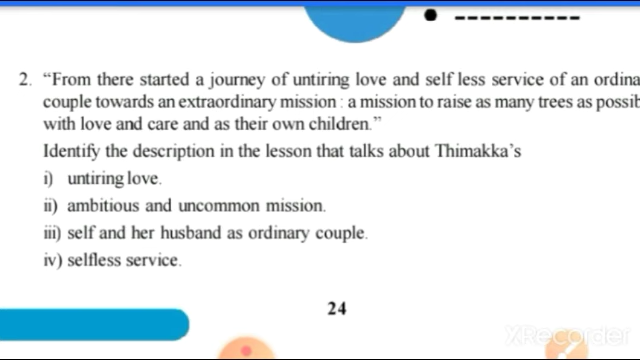 2. “From there started a journey of untiring love and self less service of an ordina
couple towards an extraordinary mission : a mission to raise as many trees as possib
with love and care and as their own children.”
Identify the description in the lesson that talks about Thimakka’s
i) untiring love.
ii) ambitious and uncommon mission.
iii) self and her husband as ordinary couple.
iv) selfless service.
24
XRecorder